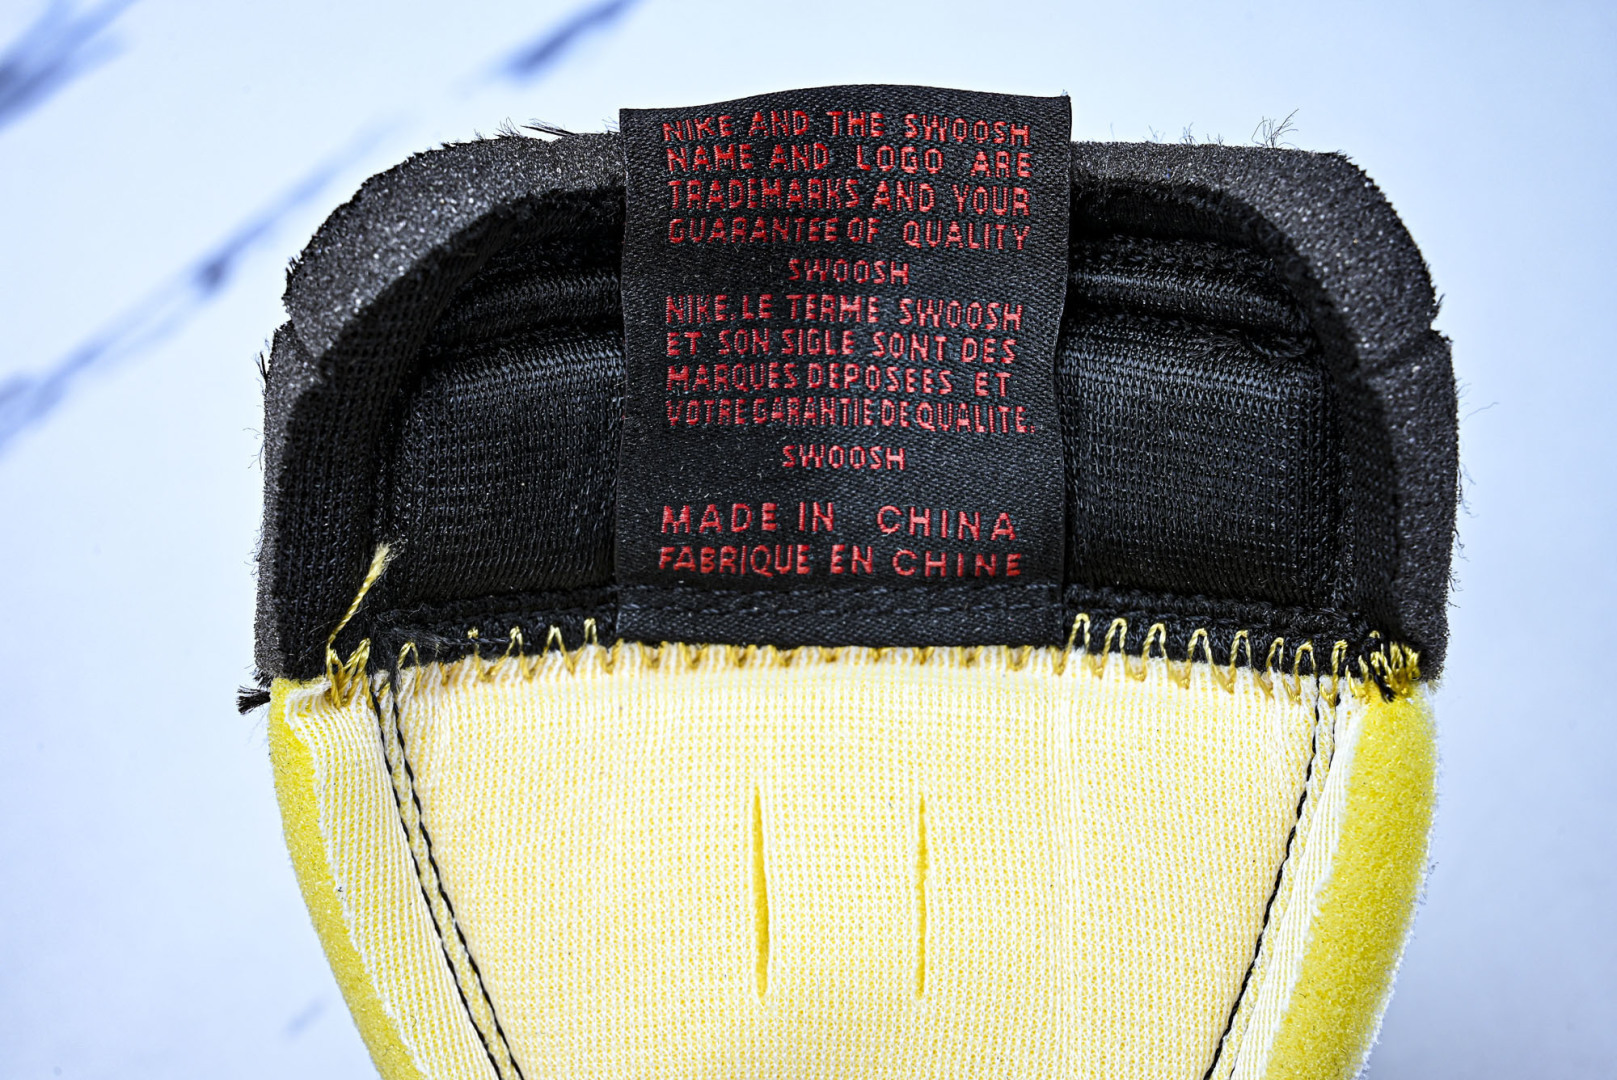 NIKE AND THE SWOOSH
NAME AND LOGO ARE
TRADEMARKS AND YOUR
GUARANTEE OF QUALITY
SWOOSH
NIKE, LE TERME SWOOSH
ET SON SIGLE SONT DES
MARQUES DEPOSEES ET
VOTRE GARANTIE DE QUALITE.
SWOOSH
MADE IN CHINA
FABRIQUE EN CHINE